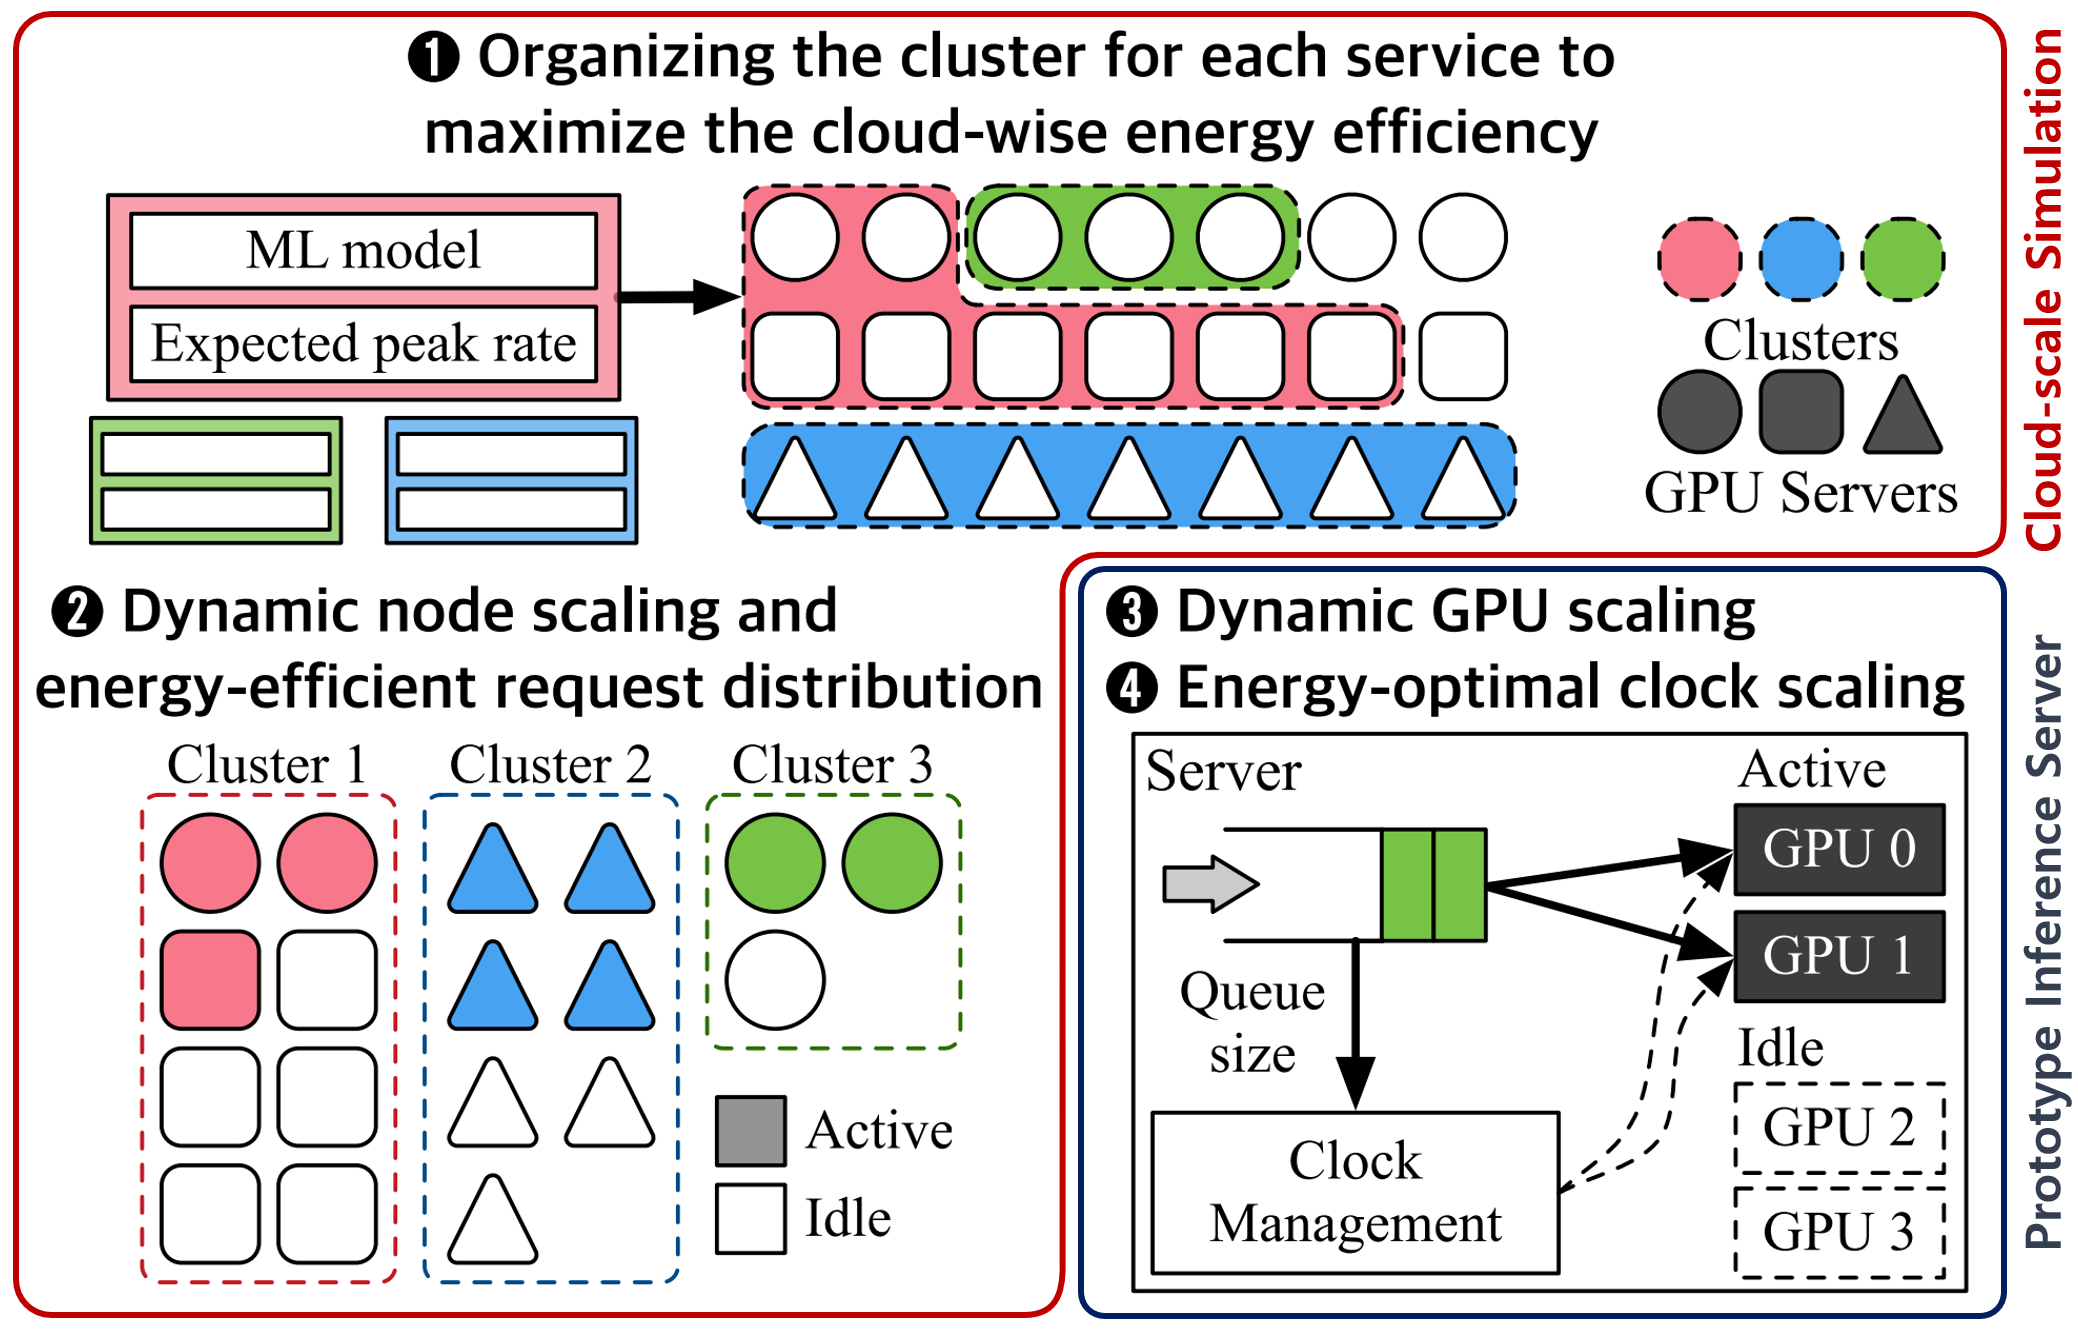 ❶ Organizing the cluster for each service to
maximize the cloud-wise energy efficiency
ML model
Expected peak rate
Clusters
GPU Servers
Cloud-scale Simulation
❷ Dynamic node scaling and
energy-efficient request distribution
Cluster 1
Cluster 2
Cluster 3
Active
Idle
❸ Dynamic GPU scaling
❹ Energy-optimal clock scaling
Server
Active
GPU 0
GPU 1
Queue
size
Idle
GPU 2
GPU 3
Clock
Management
Prototype Inference Server